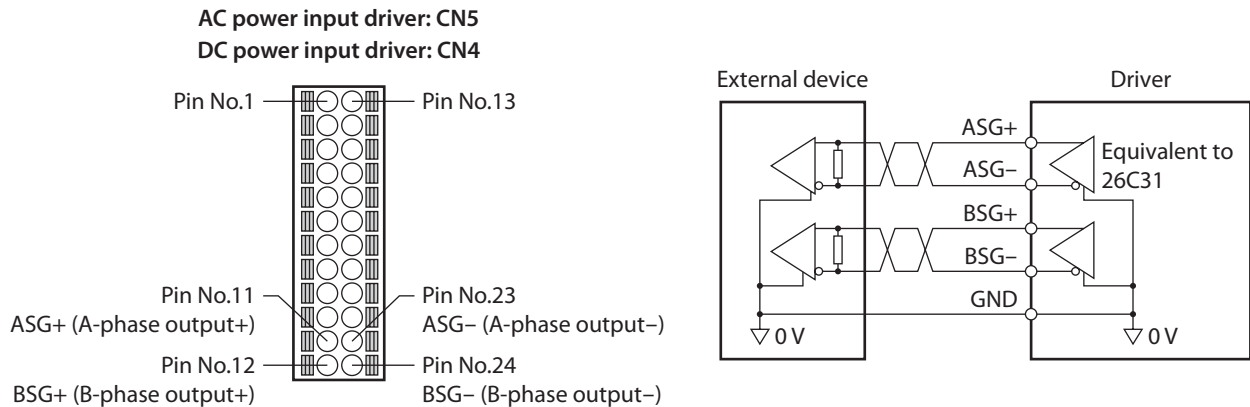 AC power input driver: CN5
DC power input driver: CN4
Pin No.1
Pin No.13
Pin No.11
ASG+ (A-phase output+)
Pin No.23
ASG– (A-phase output–)
Pin No.12
BSG+ (B-phase output+)
Pin No.24
BSG– (B-phase output–)
External device
Driver
ASG+
ASG–
Equivalent to
26C31
BSG+
BSG–
GND
0 V
0 V